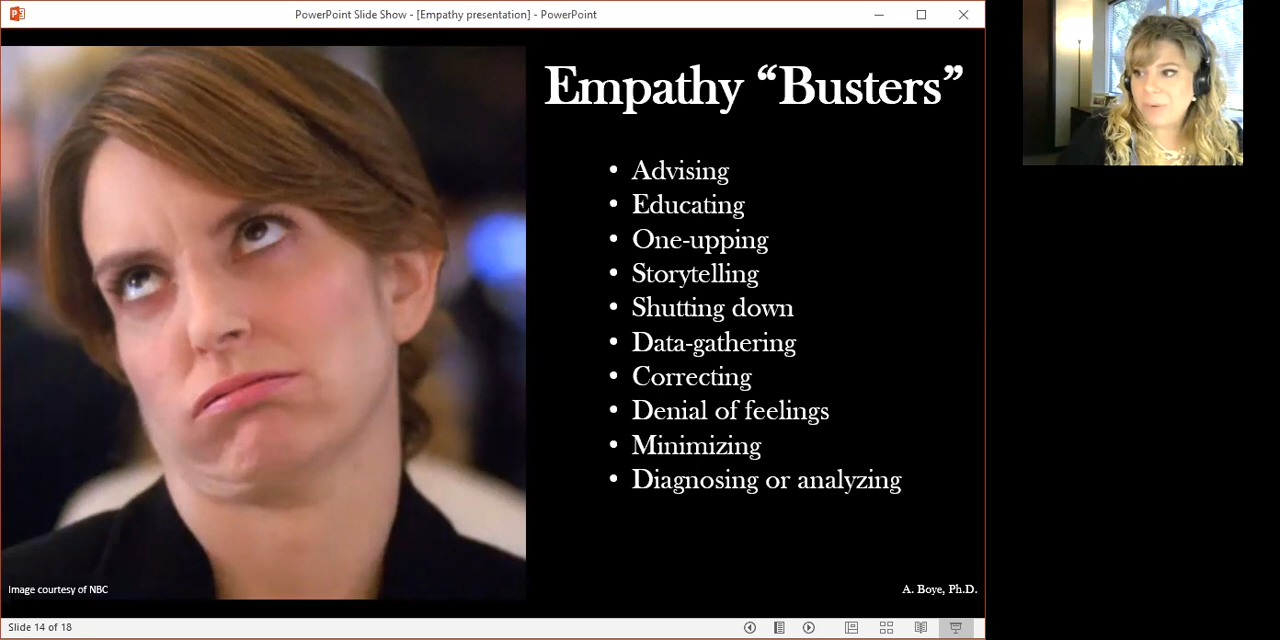 PowerPoint Slide Show - [Empathy presentation] - PowerPoint
Empathy “Busters”
• Advising
• Educating
• One-upping
• Storytelling
• Shutting down
• Data-gathering
• Correcting
• Denial of feelings
• Minimizing
• Diagnosing or analyzing
Image courtesy of NBC
A. Boye, Ph.D.
Slide 14 of 18